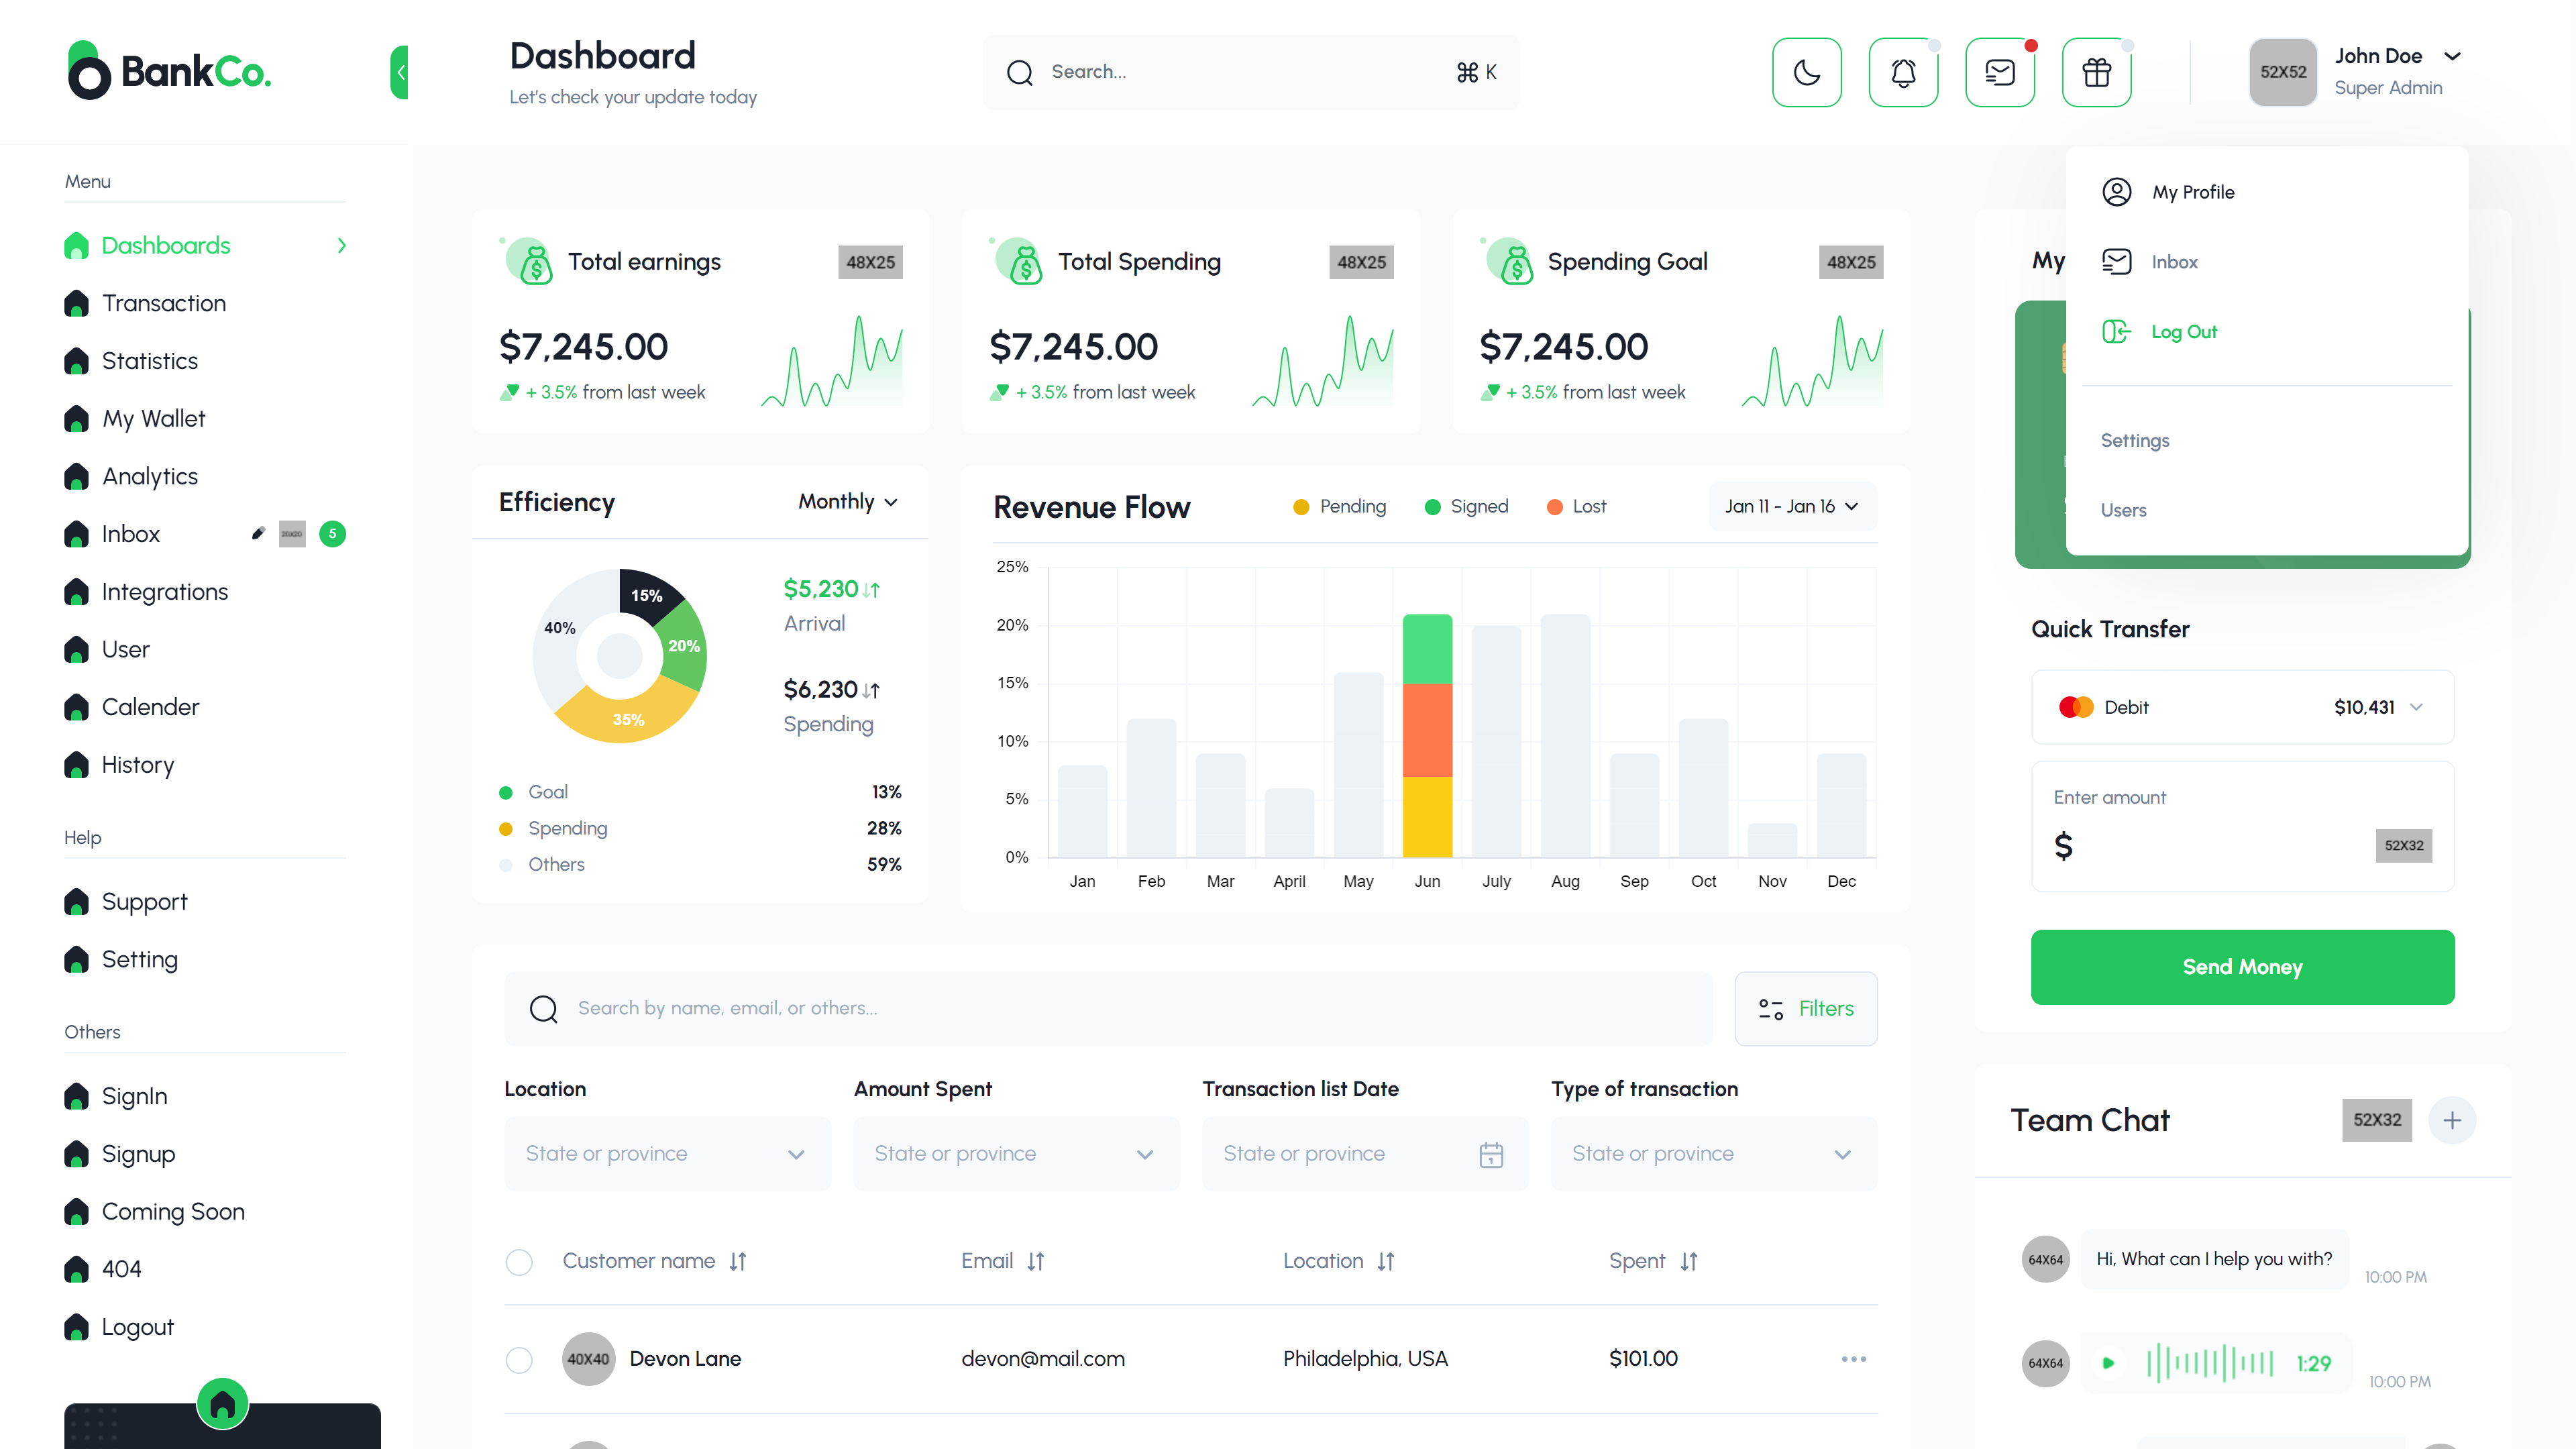 BankCo.
Dashboard
Let's check your update today
Search...
⌘ K
John Doe
Super Admin
52X52
Menu
Dashboards
Transaction
Statistics
My Wallet
Analytics
Inbox
20X20
5
Integrations
User
Calender
History
Help
Support
Setting
Others
SignIn
Signup
Coming Soon
404
Logout
Total earnings
48X25
$7,245.00
+ 3.5% from last week
Total Spending
48X25
$7,245.00
+ 3.5% from last week
Spending Goal
48X25
$7,245.00
+ 3.5% from last week
Efficiency
Monthly
15%
20%
35%
40%
$5,230
Arrival
$6,230
Spending
Goal 13%
Spending 28%
Others 59%
Revenue Flow
Pending Signed Lost
Jan 11 - Jan 16
25%
20%
15%
10%
5%
0%
Jan Feb Mar April May Jun July Aug Sep Oct Nov Dec
Search by name, email, or others...
Filters
Location
State or province
Amount Spent
State or province
Transaction list Date
State or province
1
Type of transaction
State or province
Customer name Email Location Spent
40X40 Devon Lane devon@mail.com Philadelphia, USA $101.00
My
My Profile
Inbox
Log Out
Settings
Users
Quick Transfer
Debit $10,431
Enter amount
$
52X32
Send Money
Team Chat
52X32
64X64
Hi, What can I help you with?
10:00 PM
64X64
1:29
10:00 PM